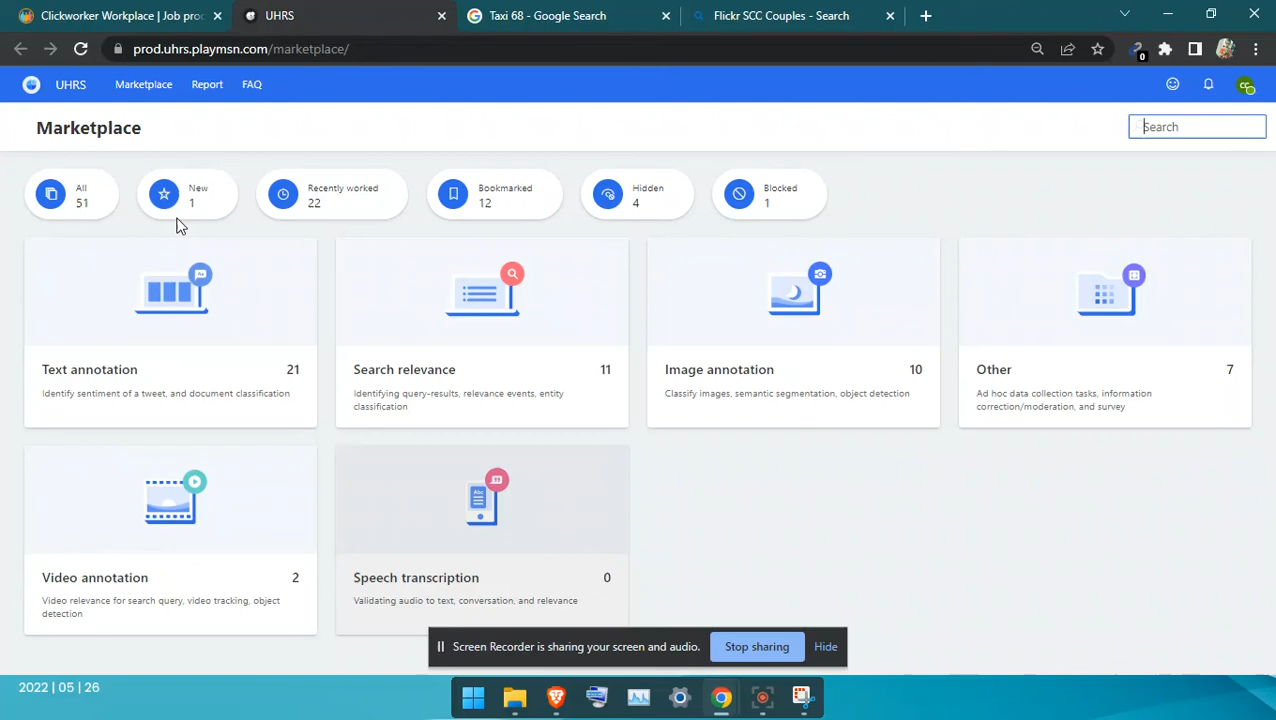 Clickworker Workplace | Job proc
UHRS
Taxi 68 - Google Search
Flickr SCC Couples - Search
prod.uhrs.playmsn.com/marketplace/
0
UHRS Marketplace Report FAQ
CC
Marketplace
Search
All
51
New
1
Recently worked
22
Bookmarked
12
Hidden
4
Blocked
1
Text annotation 21
Identify sentiment of a tweet, and document classification
Search relevance 11
Identifying query-results, relevance events, entity
classification
Image annotation 10
Classify images, semantic segmentation, object detection
Other 7
Ad hoc data collection tasks, information
correction/moderation, and survey
Video annotation 2
Video relevance for search query, video tracking, object
detection
Abc
Speech transcription 0
Validating audio to text, conversation, and relevance
Screen Recorder is sharing your screen and audio. Stop sharing Hide
2022 | 05 | 26